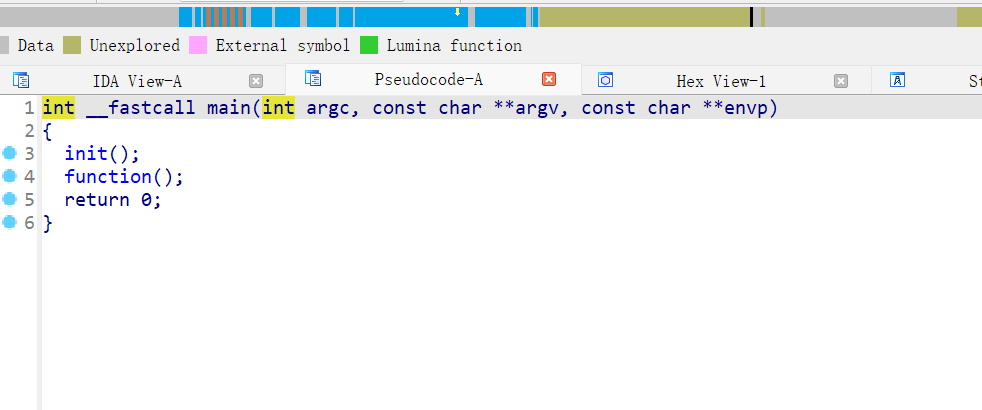 Data Unexplored External symbol Lumina function
IDA View-A Pseudocode-A Hex View-1 St
1 int __fastcall main(int argc, const char **argv, const char **envp)
2 {
3 init();
4 function();
5 return 0;
6 }